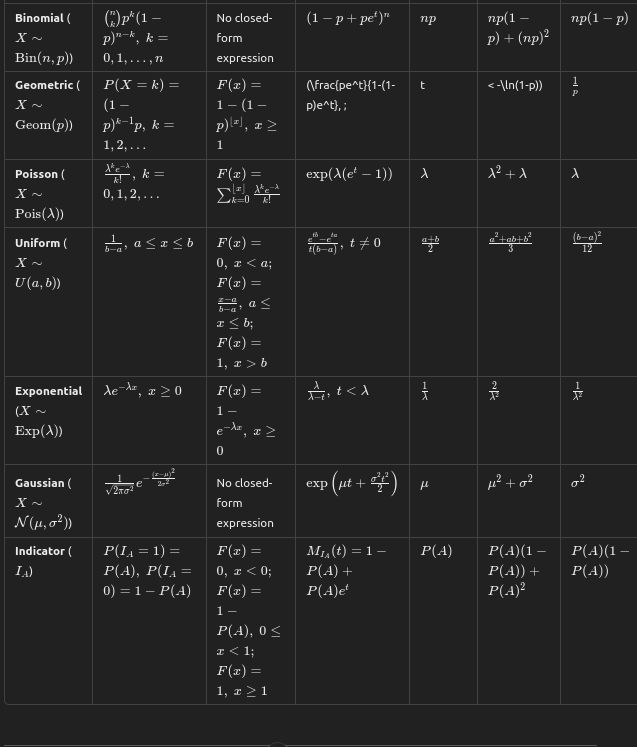 Binomial ( $\binom{n}{k}p^k(1-$ No closed- $(1-p+pe^t)^n$ $np$ $np(1-$ $np(1-p)$
$X \sim$ $p)^{n-k},\ k=$ form $p)+(np)^2$
$\mathrm{Bin}(n,p)$) $0,1,\ldots,n$ expression
Geometric ( $P(X=k)=$ $F(x)=$ (\frac{pe^t}{1-(1- t < -\ln(1-p)) $\frac{1}{p}$
$X \sim$ $(1-$ $1-(1-$ p)e^t}, ;
$\mathrm{Geom}(p)$) $p)^{k-1}p,\ k=$ $p)^{\lfloor x\rfloor},\ x\geq$
$1,2,\ldots$ $1$
Poisson ( $\frac{\lambda^k e^{-\lambda}}{k!},\ k=$ $F(x)=$ $\exp(\lambda(e^t-1))$ $\lambda$ $\lambda^2+\lambda$ $\lambda$
$X \sim$ $0,1,2,\ldots$ $\sum_{k=0}^{\lfloor x\rfloor}\frac{\lambda^k e^{-\lambda}}{k!}$
$\mathrm{Pois}(\lambda)$)
Uniform ( $\frac{1}{b-a},\ a\leq x\leq b$ $F(x)=$ $\frac{e^{tb}-e^{ta}}{t(b-a)},\ t\neq 0$ $\frac{a+b}{2}$ $\frac{a^2+ab+b^2}{3}$ $\frac{(b-a)^2}{12}$
$X \sim$ $0,\ x<a;$
$U(a,b)$) $F(x)=$
$\frac{x-a}{b-a},\ a\leq$
$x\leq b;$
$F(x)=$
$1,\ x>b$
Exponential $\lambda e^{-\lambda x},\ x\geq 0$ $F(x)=$ $\frac{\lambda}{\lambda-t},\ t<\lambda$ $\frac{1}{\lambda}$ $\frac{2}{\lambda^2}$ $\frac{1}{\lambda^2}$
($X \sim$ $1-$
$\mathrm{Exp}(\lambda)$) $e^{-\lambda x},\ x\geq$
$0$
Gaussian ( $\frac{1}{\sqrt{2\pi\sigma^2}}e^{-\frac{(x-\mu)^2}{2\sigma^2}}$ No closed- $\exp\left(\mu t+\frac{\sigma^2t^2}{2}\right)$ $\mu$ $\mu^2+\sigma^2$ $\sigma^2$
$X \sim$ form
$\mathcal{N}(\mu,\sigma^2)$) expression
Indicator ( $P(I_A=1)=$ $F(x)=$ $M_{I_A}(t)=1-$ $P(A)$ $P(A)(1-$ $P(A)(1-$
$I_A$) $P(A),\ P(I_A=$ $0,\ x<0;$ $P(A)+$ $P(A))+$ $P(A))$
$0)=1-P(A)$ $F(x)=$ $P(A)e^t$ $P(A)^2$
$1-$
$P(A),\ 0\leq$
$x<1;$
$F(x)=$
$1,\ x\geq 1$